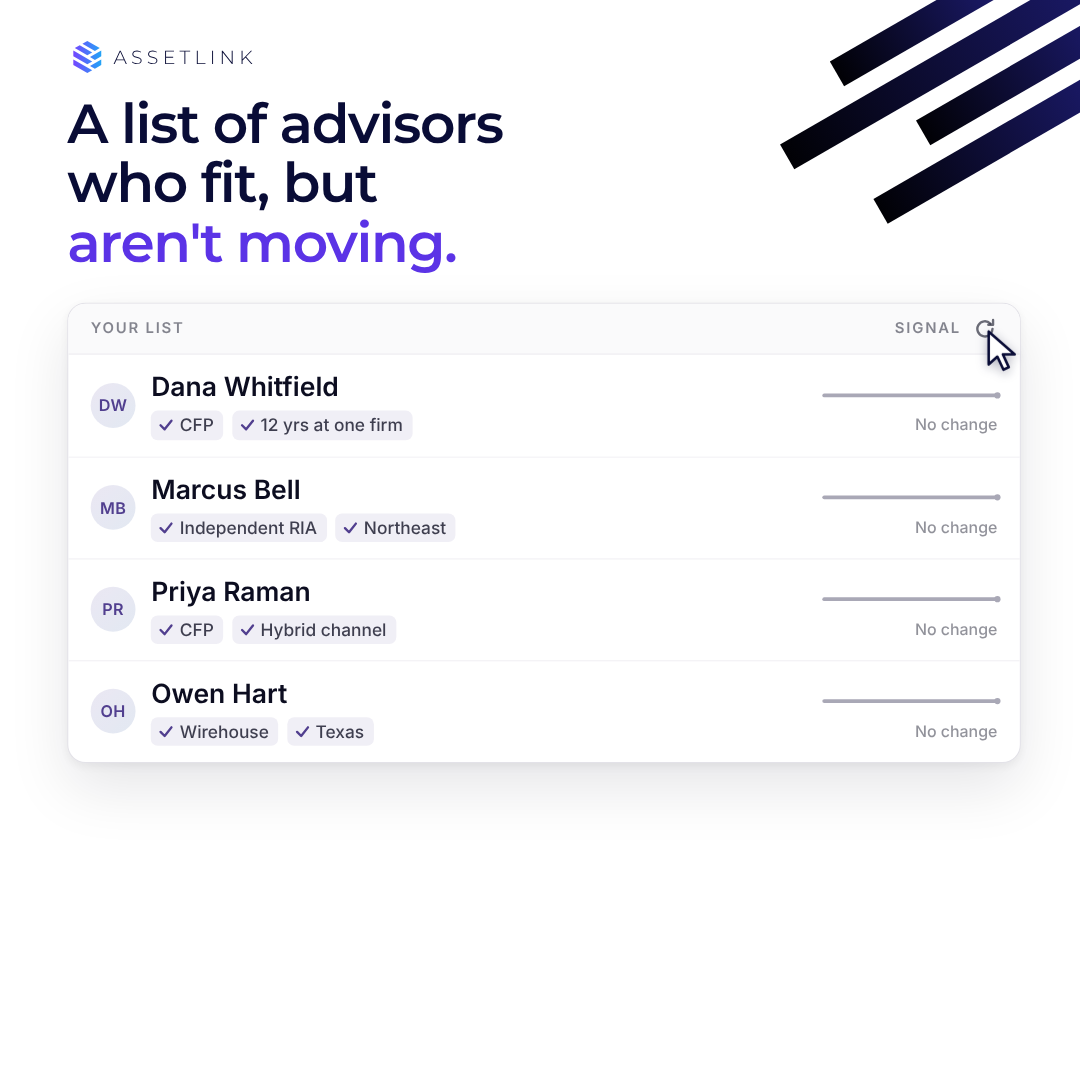 ASSETLINK
A list of advisors
who fit, but
aren't moving.
YOUR LIST
SIGNAL
DW
Dana Whitfield
CFP
12 yrs at one firm
No change
MB
Marcus Bell
Independent RIA
Northeast
No change
PR
Priya Raman
CFP
Hybrid channel
No change
OH
Owen Hart
Wirehouse
Texas
No change